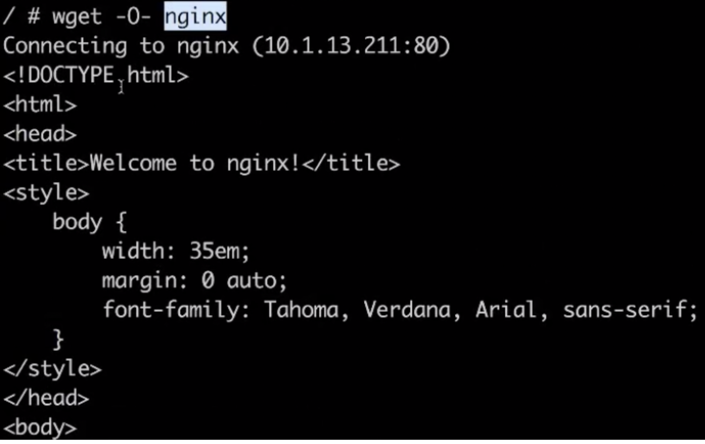 / # wget -O- nginx
Connecting to nginx (10.1.13.211:80)
<!DOCTYPE html>
<html>
<head>
<title>Welcome to nginx!</title>
<style>
    body {
        width: 35em;
        margin: 0 auto;
        font-family: Tahoma, Verdana, Arial, sans-serif;
    }
</style>
</head>
<body>